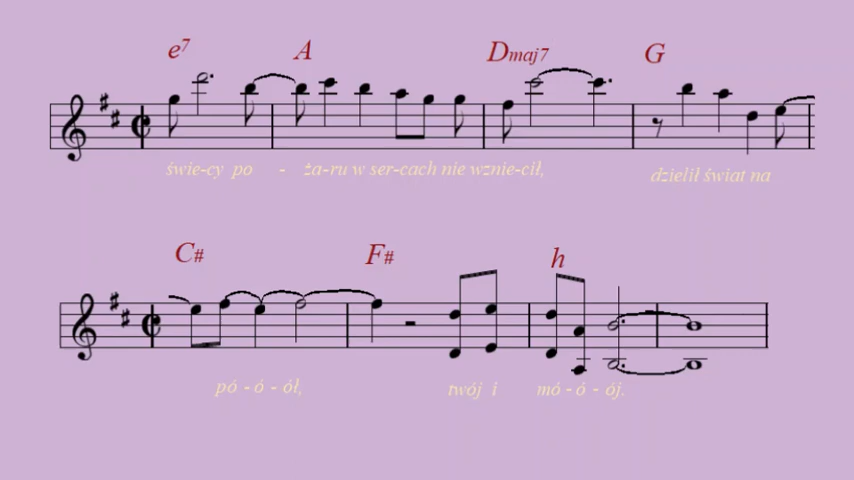 e7 A Dmaj7 G
świe-cy po - ża-ru w ser-cach nie wznie-cił, dzielił świat na
C# F# h
pó - ó - ół, twój i mó - ó - ój.